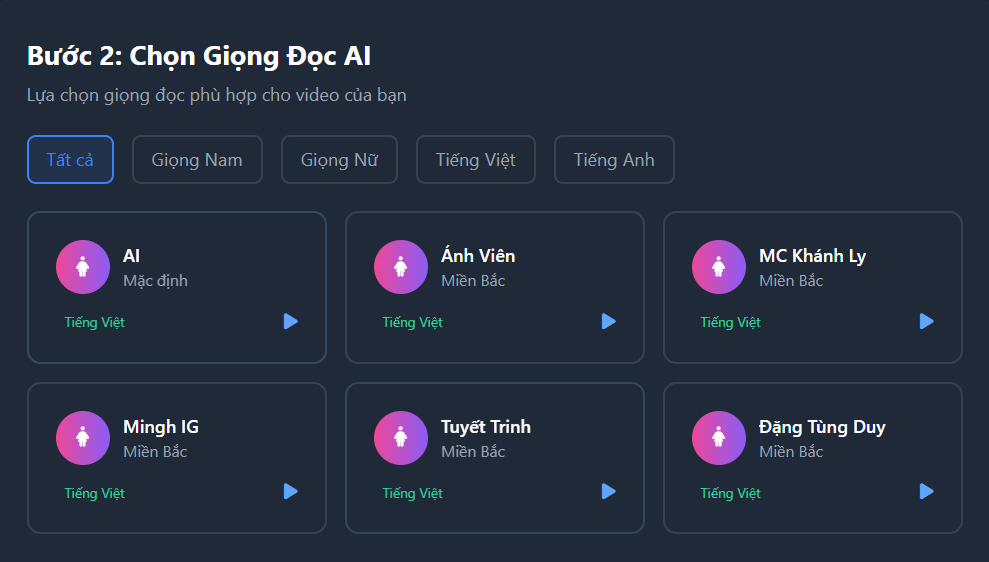 Bước 2: Chọn Giọng Đọc AI
Lựa chọn giọng đọc phù hợp cho video của bạn
Tất cả
Giọng Nam
Giọng Nữ
Tiếng Việt
Tiếng Anh
AI
Mặc định
Tiếng Việt
Ánh Viên
Miền Bắc
Tiếng Việt
MC Khánh Ly
Miền Bắc
Tiếng Việt
Mingh IG
Miền Bắc
Tiếng Việt
Tuyết Trinh
Miền Bắc
Tiếng Việt
Đặng Tùng Duy
Miền Bắc
Tiếng Việt